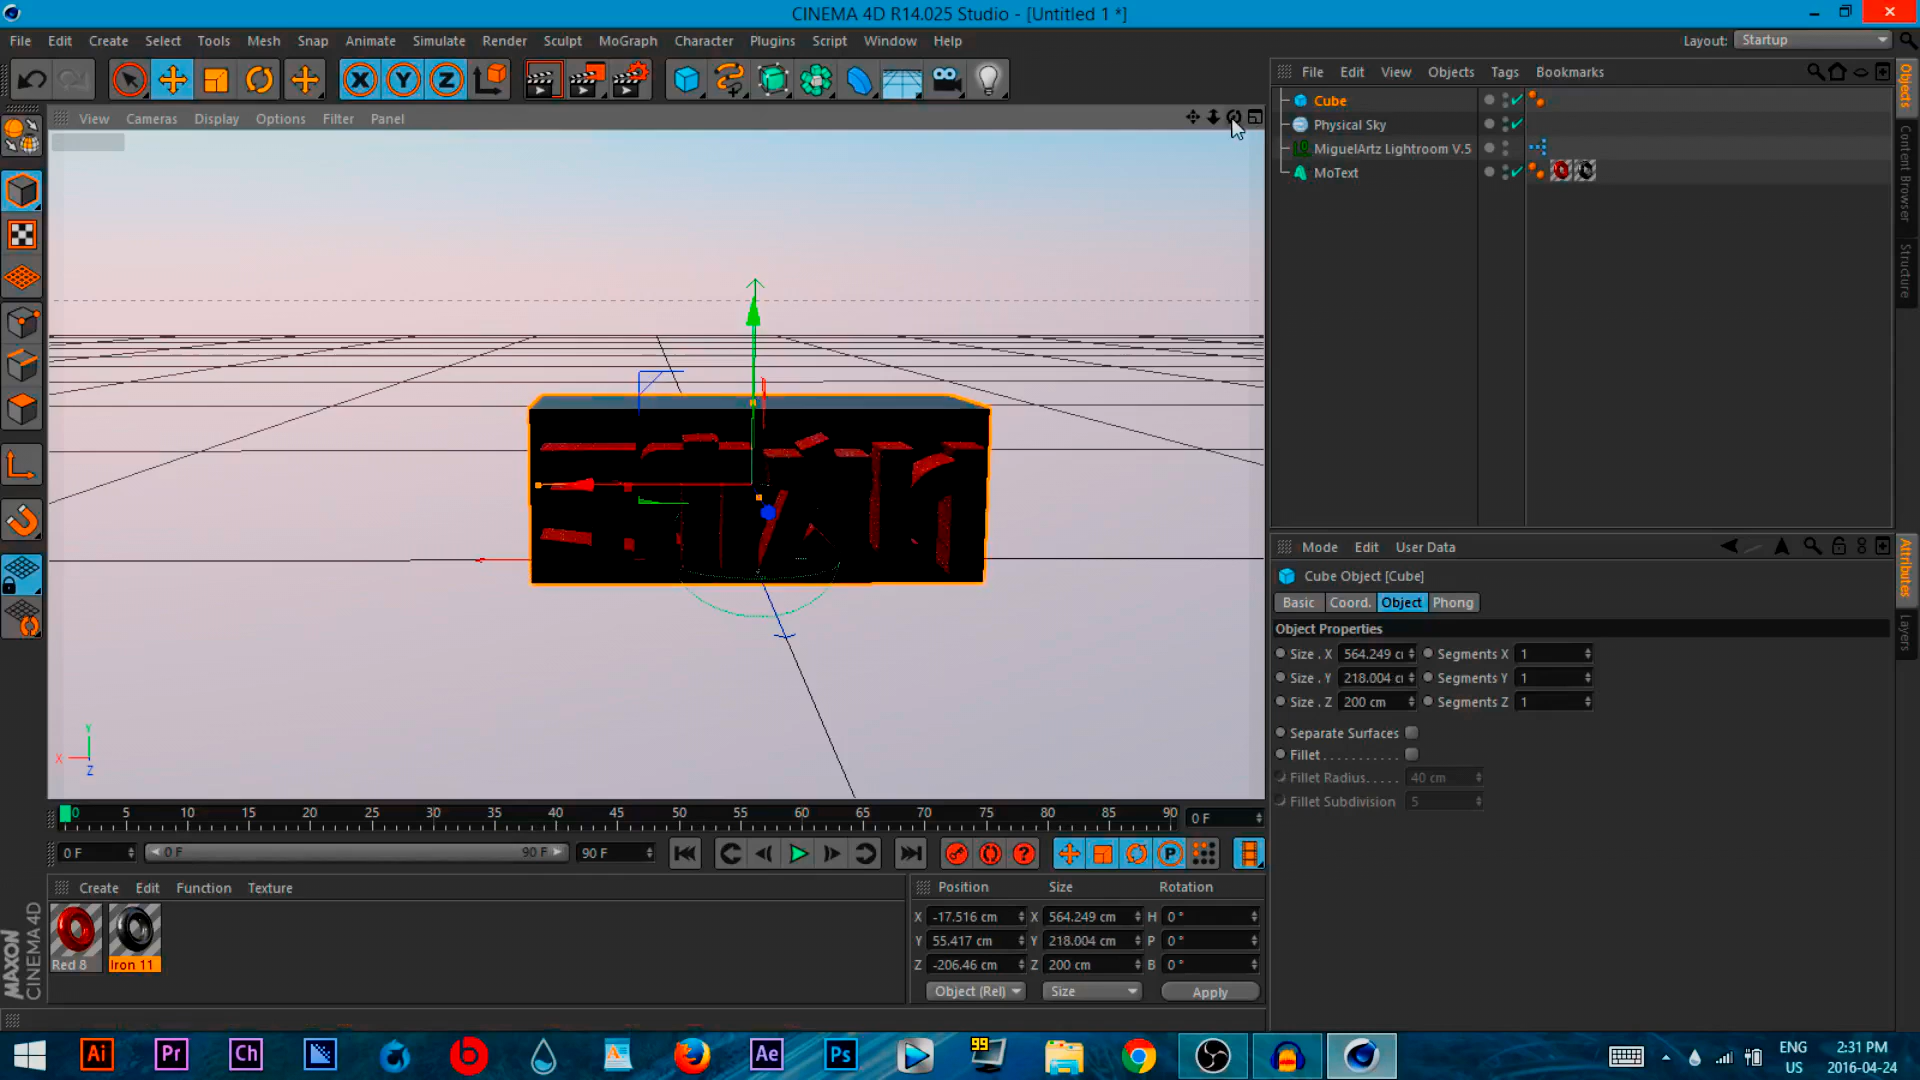 CINEMA 4D R14.025 Studio - [Untitled 1 *]
File Edit Create Select Tools Mesh Snap Animate Simulate Render Sculpt MoGraph Character Plugins Script Window Help
Layout: Startup
File Edit View Objects Tags Bookmarks
View Cameras Display Options Filter Panel
Cube
Physical Sky
MiguelArtz Lightroom V.5
MoText
Objects
Content Browser
Structure
Mode Edit User Data
Cube Object [Cube]
Basic Coord. Object Phong
Object Properties
Size . X 564.249 c Segments X 1
Size . Y 218.004 c Segments Y 1
Size . Z 200 cm Segments Z 1
Separate Surfaces
Fillet . . . . . . . . . . .
Fillet Radius. . . . . 40 cm
Fillet Subdivision 5
Attributes
Layers
Y
X
Z
0 5 10 15 20 25 30 35 40 45 50 55 60 65 70 75 80 85 90 0 F
0 F 0 F 90 F 90 F
P
Create Edit Function Texture
Red 8 Iron 11
MAXON
CINEMA 4D
Position Size Rotation
X -17.516 cm X 564.249 cm H 0 °
Y 55.417 cm Y 218.004 cm P 0 °
Z -206.46 cm Z 200 cm B 0 °
Object (Rel) Size Apply
Ai Pr Ch Ae Ps 99
ENG
US
2:31 PM
2016-04-24